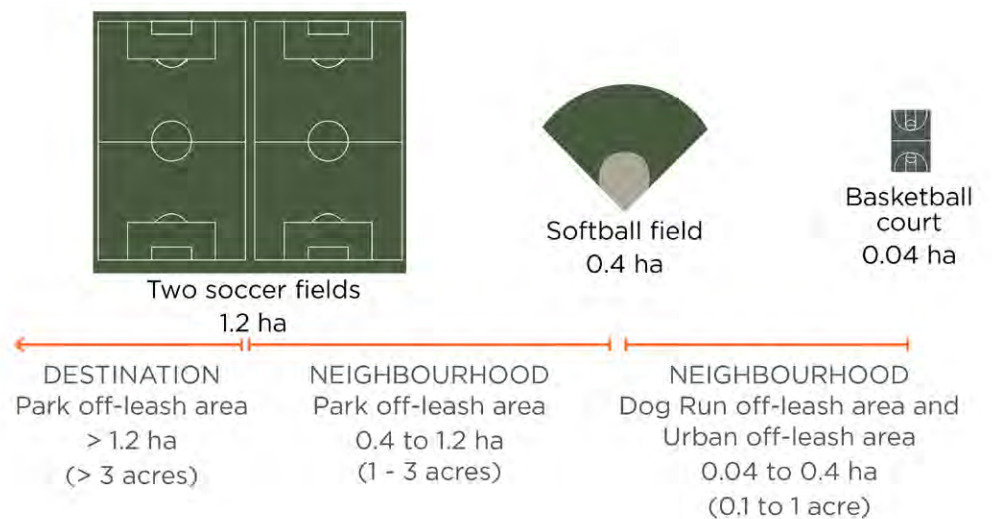 Two soccer fields
1.2 ha
Softball field
0.4 ha
Basketball
court
0.04 ha
DESTINATION
Park off-leash area
> 1.2 ha
(> 3 acres)
NEIGHBOURHOOD
Park off-leash area
0.4 to 1.2 ha
(1 - 3 acres)
NEIGHBOURHOOD
Dog Run off-leash area and
Urban off-leash area
0.04 to 0.4 ha
(0.1 to 1 acre)